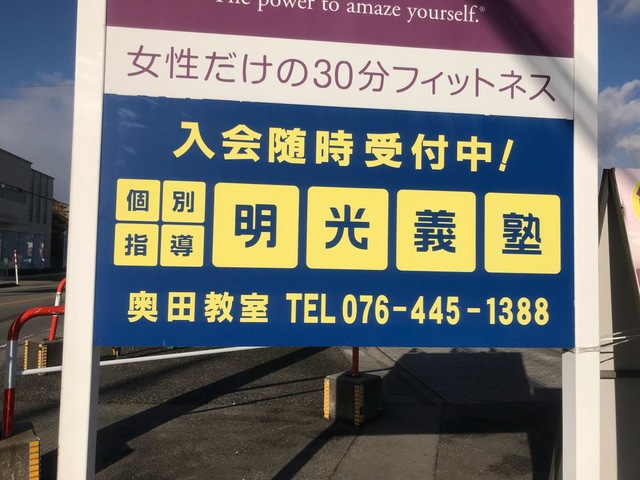 The power to amaze yourself.®
女性だけの30分フィットネス
入会随時受付中!
個別
指導
明光義塾
奥田教室 TEL 076-445-1388